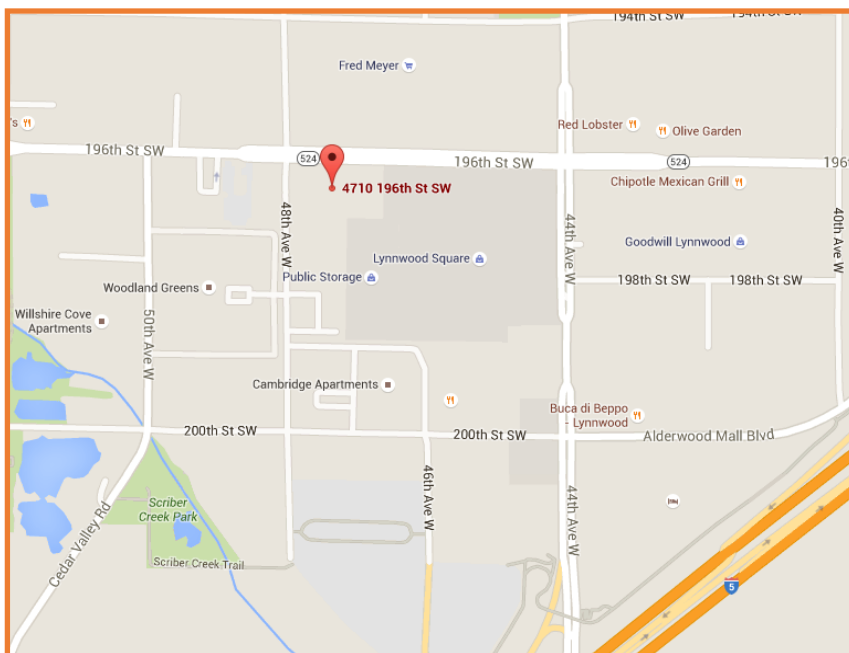 194th St SW
194th St SW
Fred Meyer
's
Red Lobster
Olive Garden
196th St SW
524
196th St SW
524
196
4710 196th St SW
Chipotle Mexican Grill
48th Ave W
44th Ave W
40th Ave W
Goodwill Lynnwood
Lynnwood Square
Public Storage
198th St SW
198th St SW
Woodland Greens
Willshire Cove
Apartments
50th Ave W
Cambridge Apartments
Buca di Beppo
- Lynnwood
200th St SW
200th St SW
Alderwood Mall Blvd
46th Ave W
44th Ave W
Scriber
Creek Park
Cedar Valley Rd
Scriber Creek Trail
5